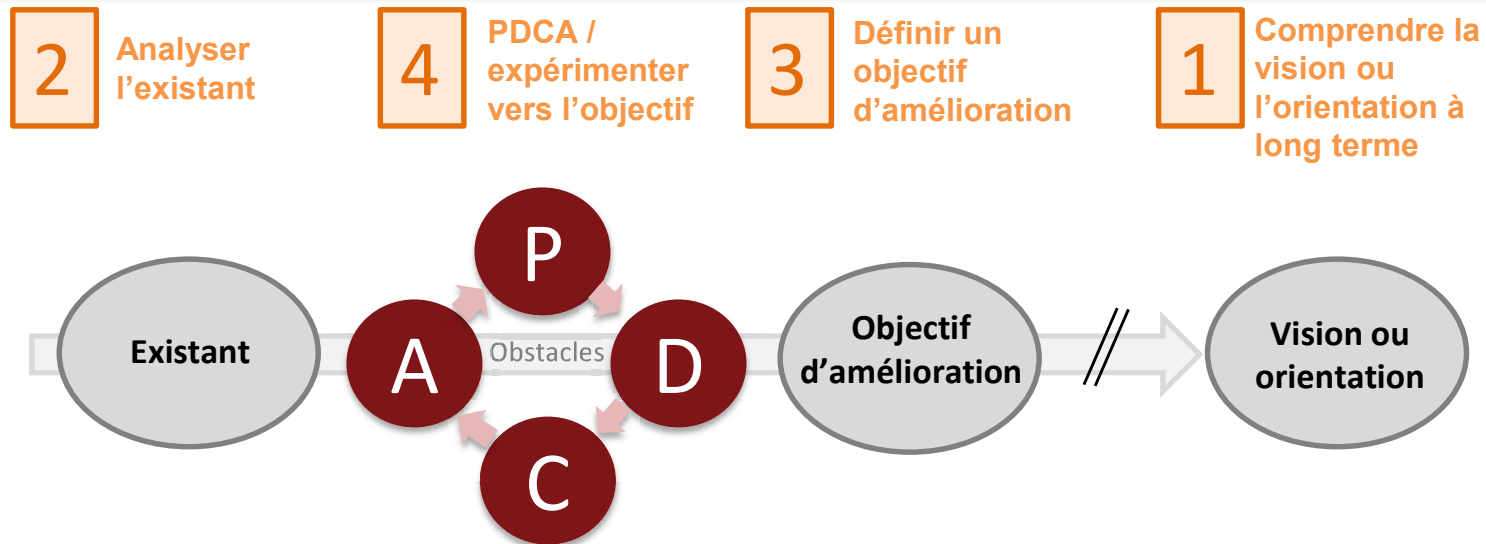 2
Analyser
l’existant
4
PDCA /
expérimenter
vers l’objectif
3
Définir un
objectif
d’amélioration
1
Comprendre la
vision ou
l’orientation à
long terme
Existant
P
A
Obstacles
D
C
Objectif
d’amélioration
Vision ou
orientation